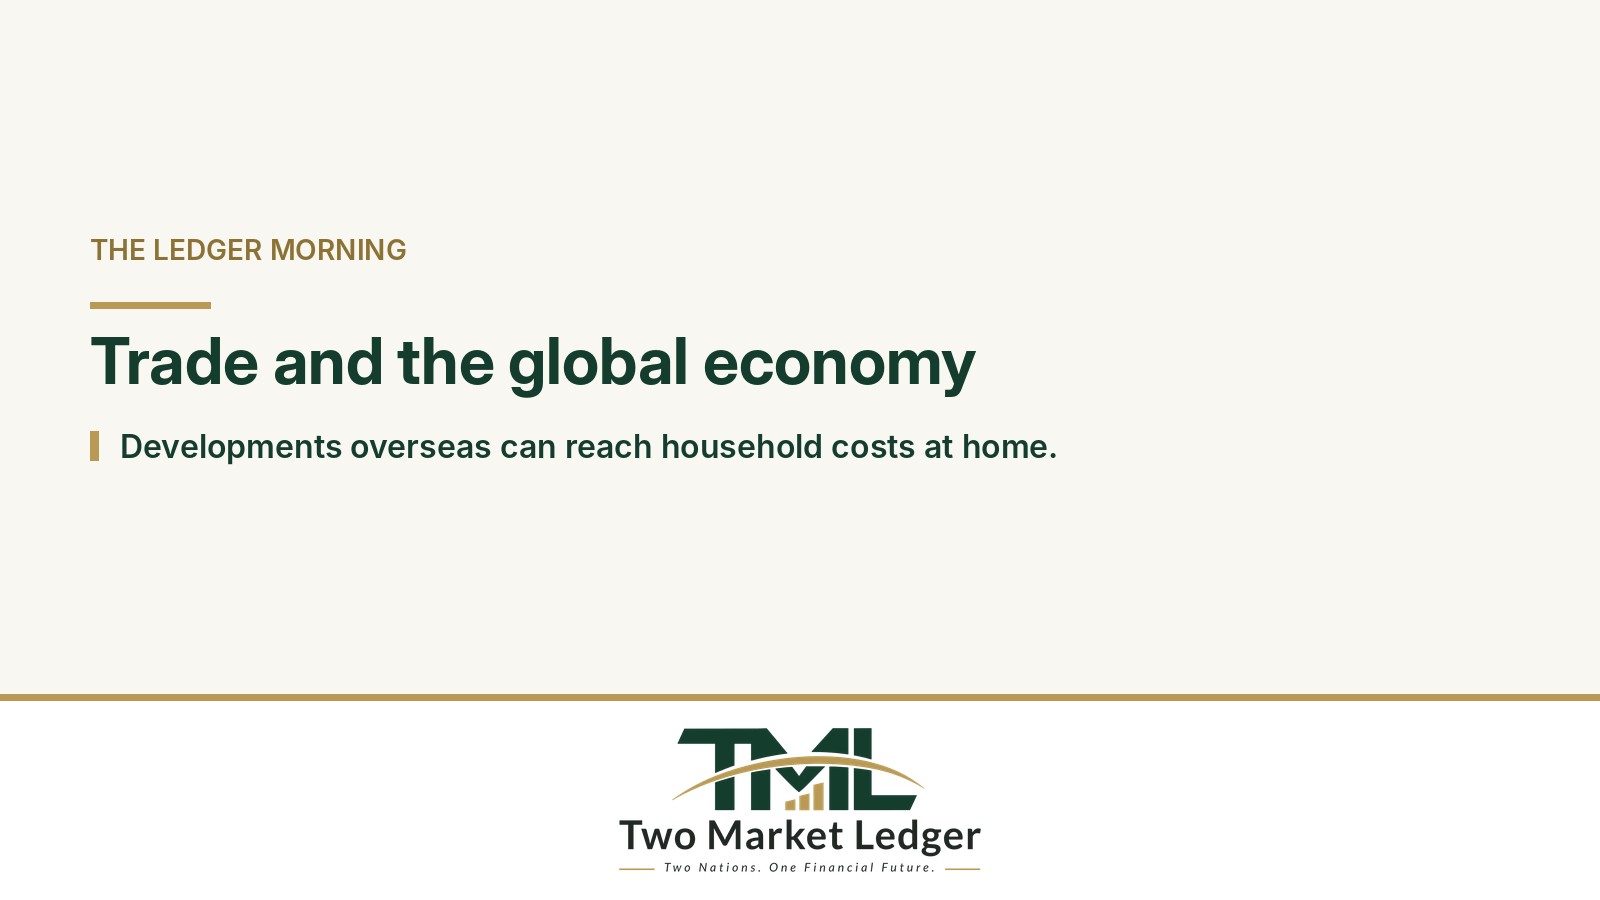 THE LEDGER MORNING
Trade and the global economy
Developments overseas can reach household costs at home.
TML
Two Market Ledger
Two Nations. One Financial Future.